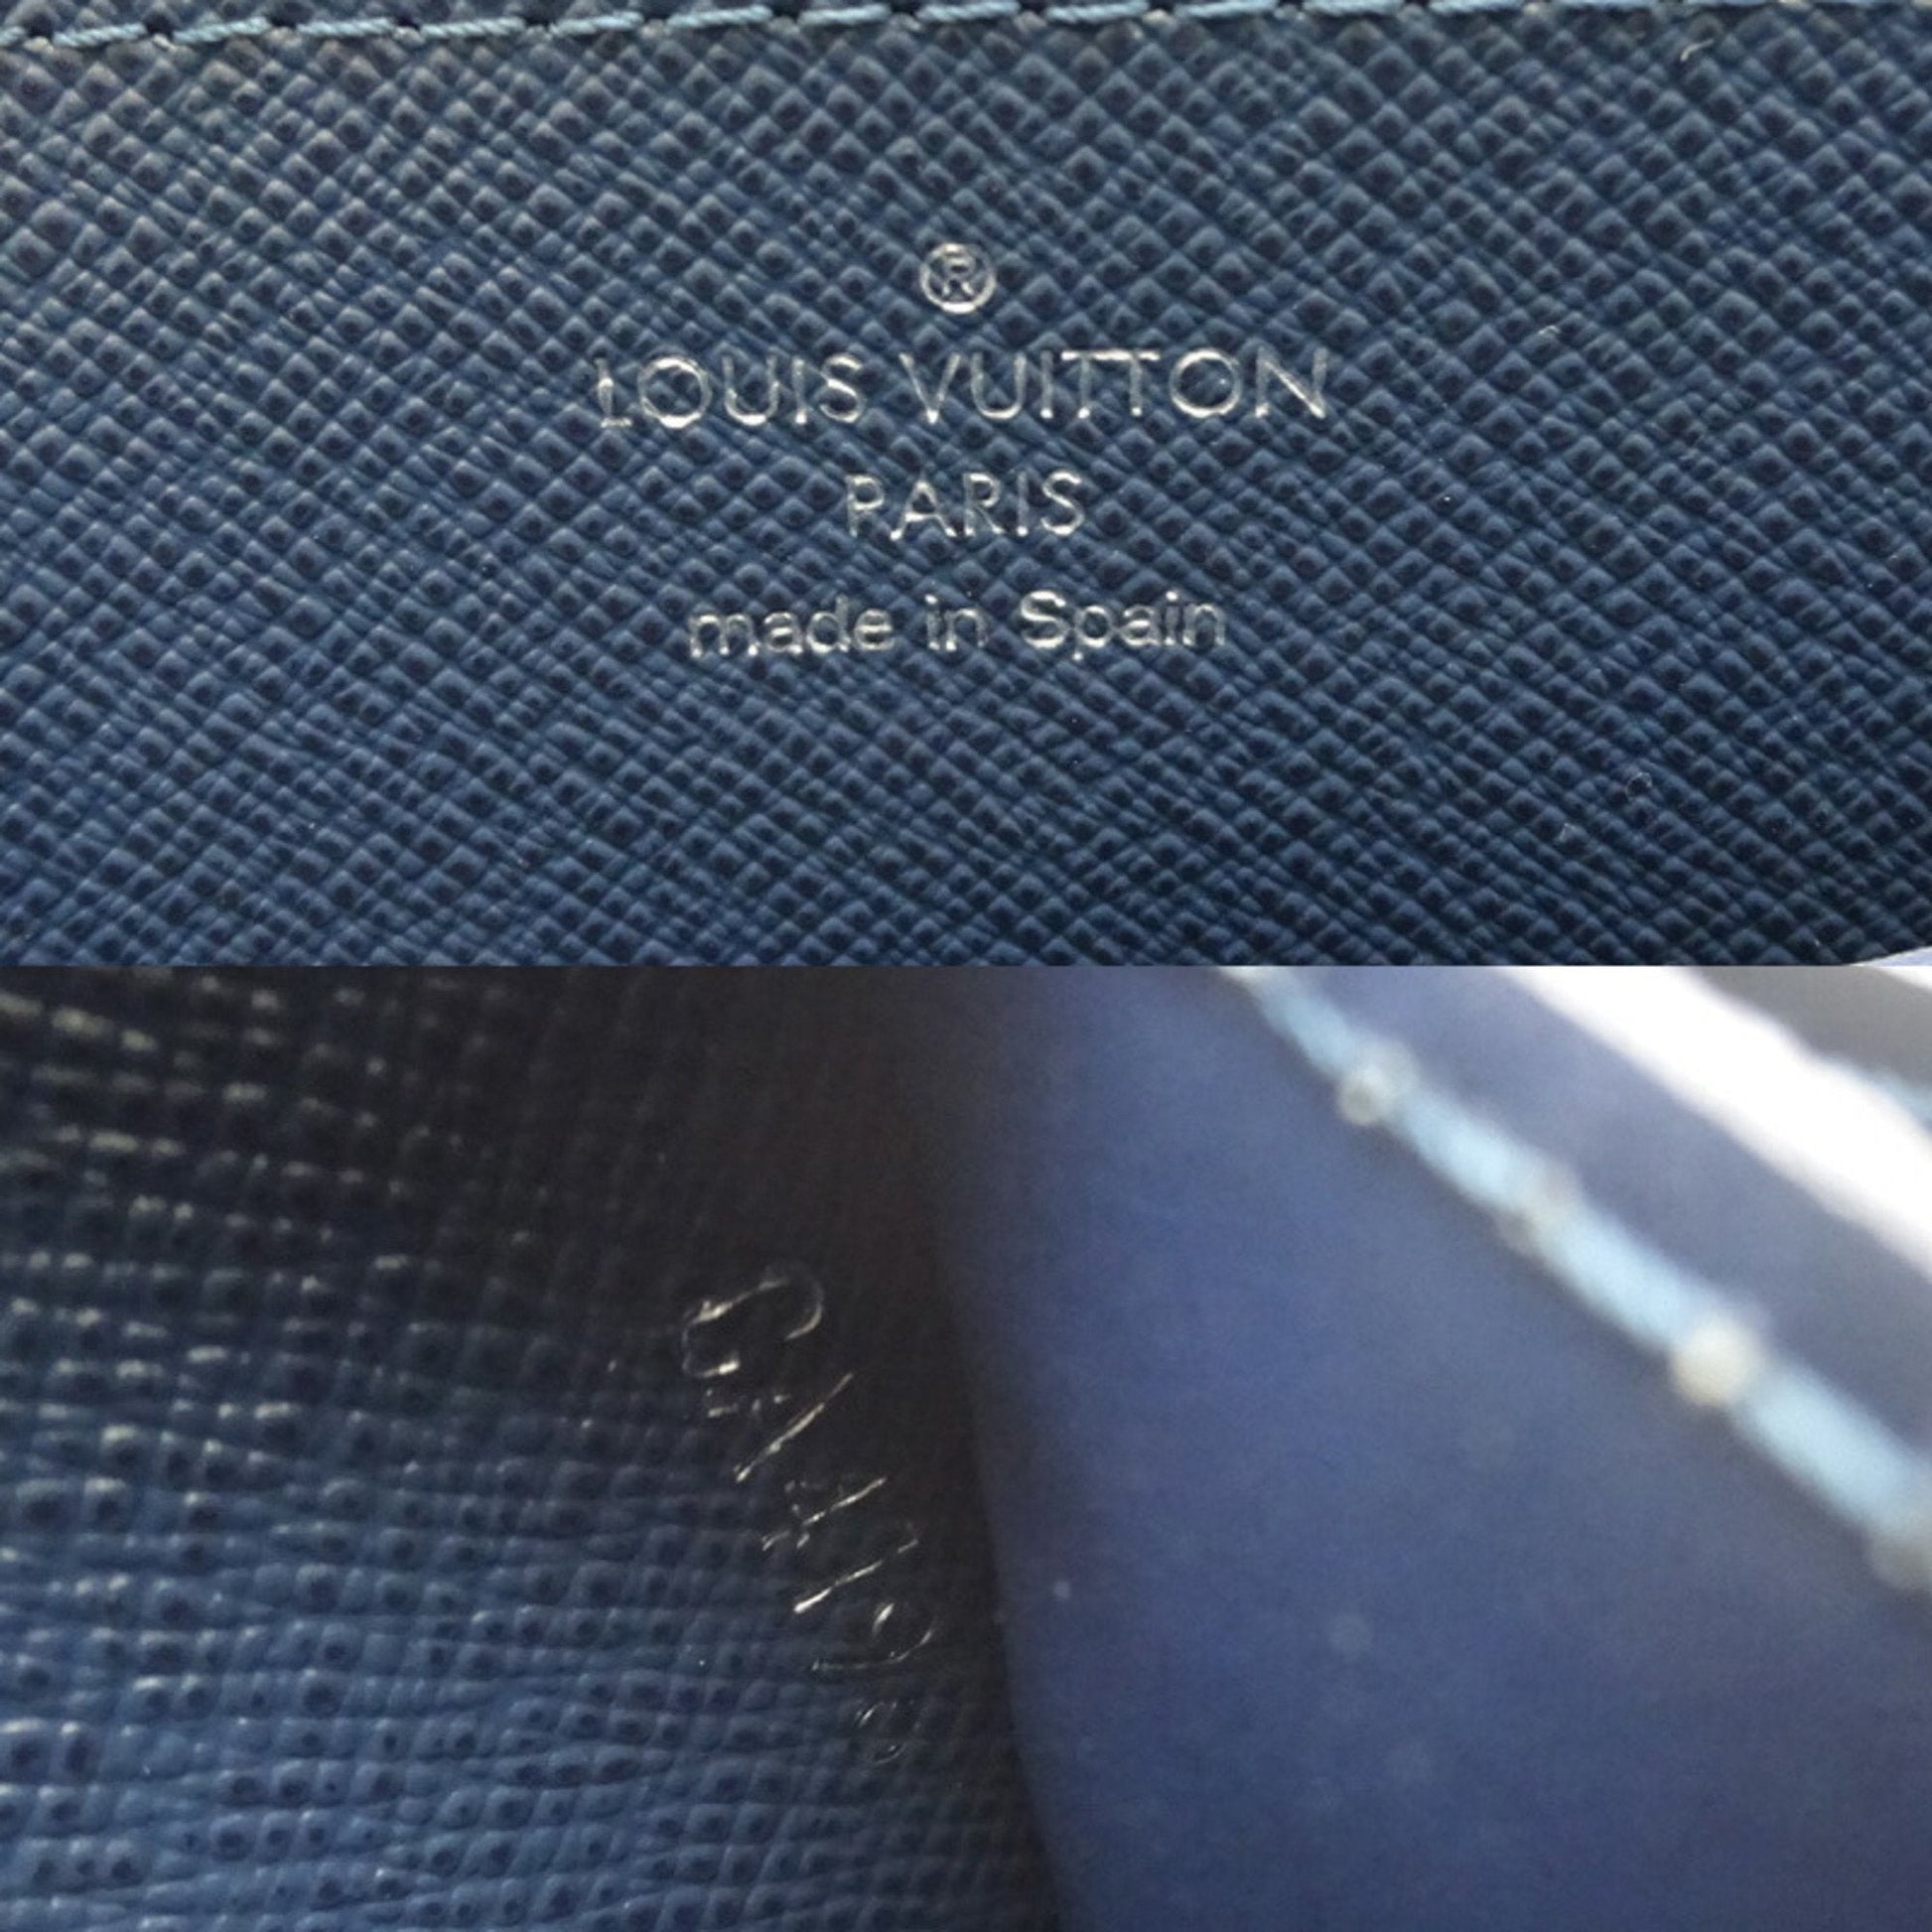 ®
LOUIS VUITTON
PARIS
made in Spain